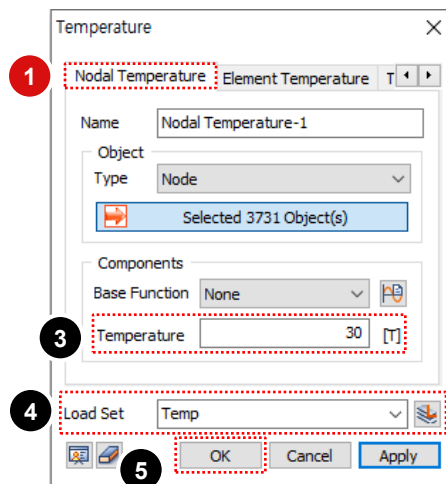 Temperature
1
Nodal Temperature Element Temperature T
Name Nodal Temperature-1
Object
Type Node
Selected 3731 Object(s)
Components
Base Function None
3 Temperature 30 [T]
4 Load Set Temp
5 OK Cancel Apply